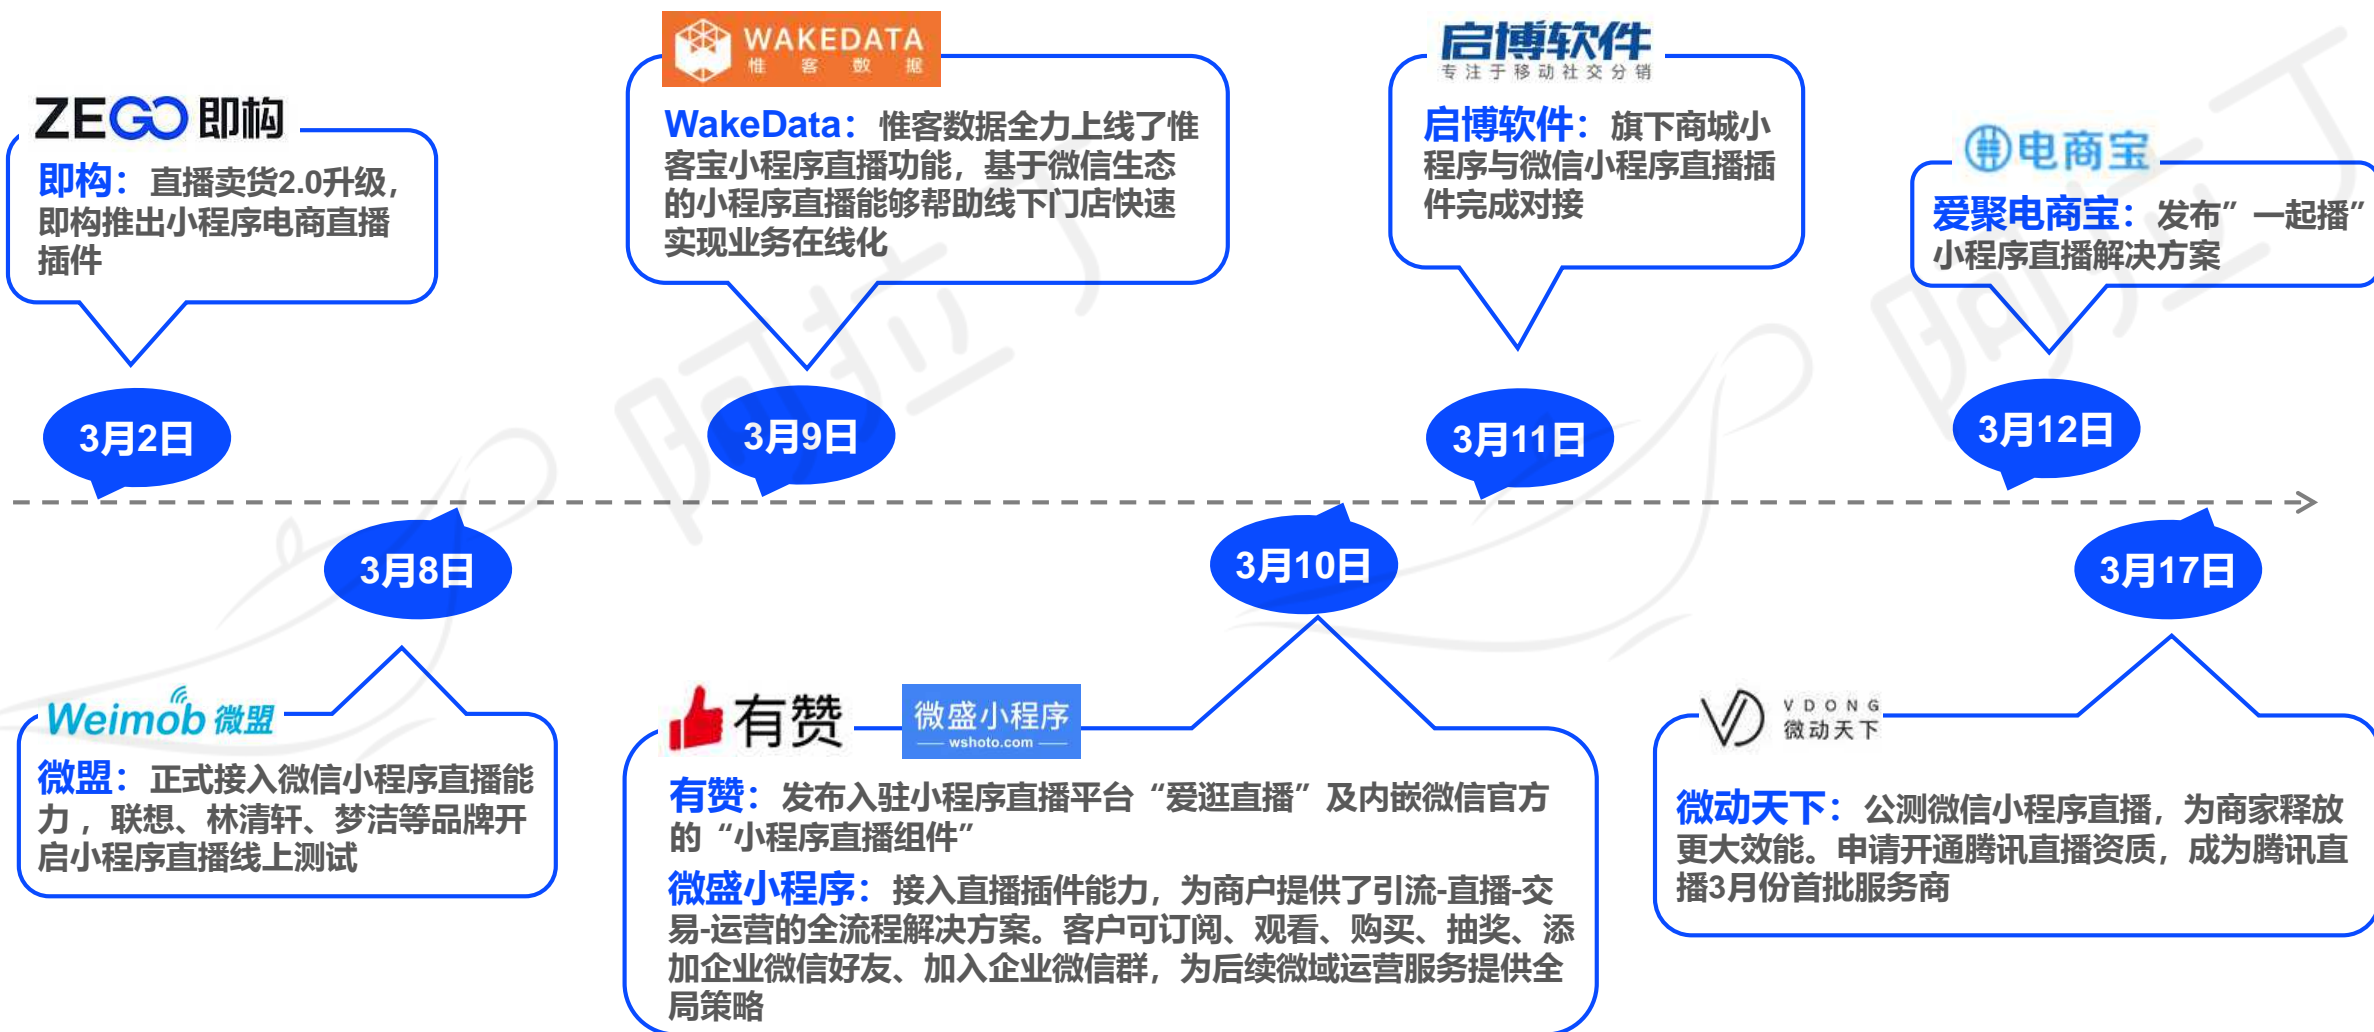 ZEGO 即构
即构：直播卖货2.0升级，
即构推出小程序电商直播
插件
3月2日
WAKEDATA
惟客数据
WakeData：惟客数据全力上线了惟
客宝小程序直播功能，基于微信生态
的小程序直播能够帮助线下门店快速
实现业务在线化
3月9日
启博软件
专注于移动社交分销
启博软件：旗下商城小
程序与微信小程序直播插
件完成对接
3月11日
电商宝
爱聚电商宝：发布”一起播”
小程序直播解决方案
3月12日
3月8日
Weimob 微盟
微盟：正式接入微信小程序直播能
力，联想、林清轩、梦洁等品牌开
启小程序直播线上测试
3月10日
有赞
微盛小程序
wshoto.com
有赞：发布入驻小程序直播平台“爱逛直播”及内嵌微信官方
的“小程序直播组件”
微盛小程序：接入直播插件能力，为商户提供了引流-直播-交
易-运营的全流程解决方案。客户可订阅、观看、购买、抽奖、添
加企业微信好友、加入企业微信群，为后续微域运营服务提供全
局策略
3月17日
VDONG
微动天下
微动天下：公测微信小程序直播，为商家释放
更大效能。申请开通腾讯直播资质，成为腾讯直
播3月份首批服务商
阿拉丁
阿拉丁